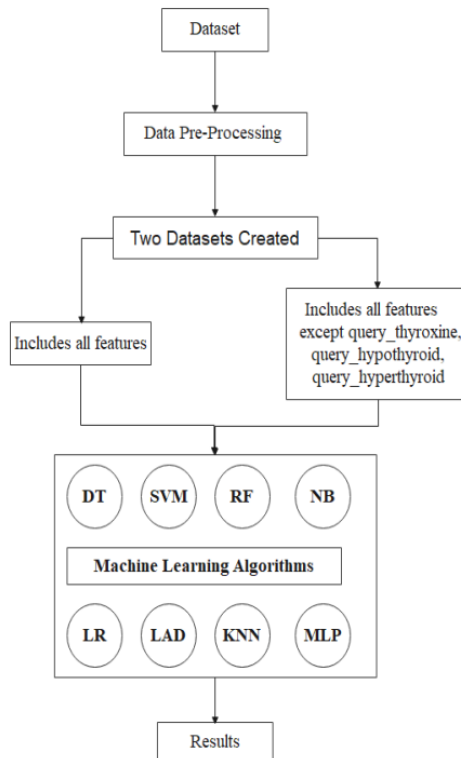 Dataset
Data Pre-Processing
Two Datasets Created
Includes all features
Includes all features
except query_thyroxine,
query_hypothyroid,
query_hyperthyroid
DT SVM RF NB
Machine Learning Algorithms
LR LAD KNN MLP
Results